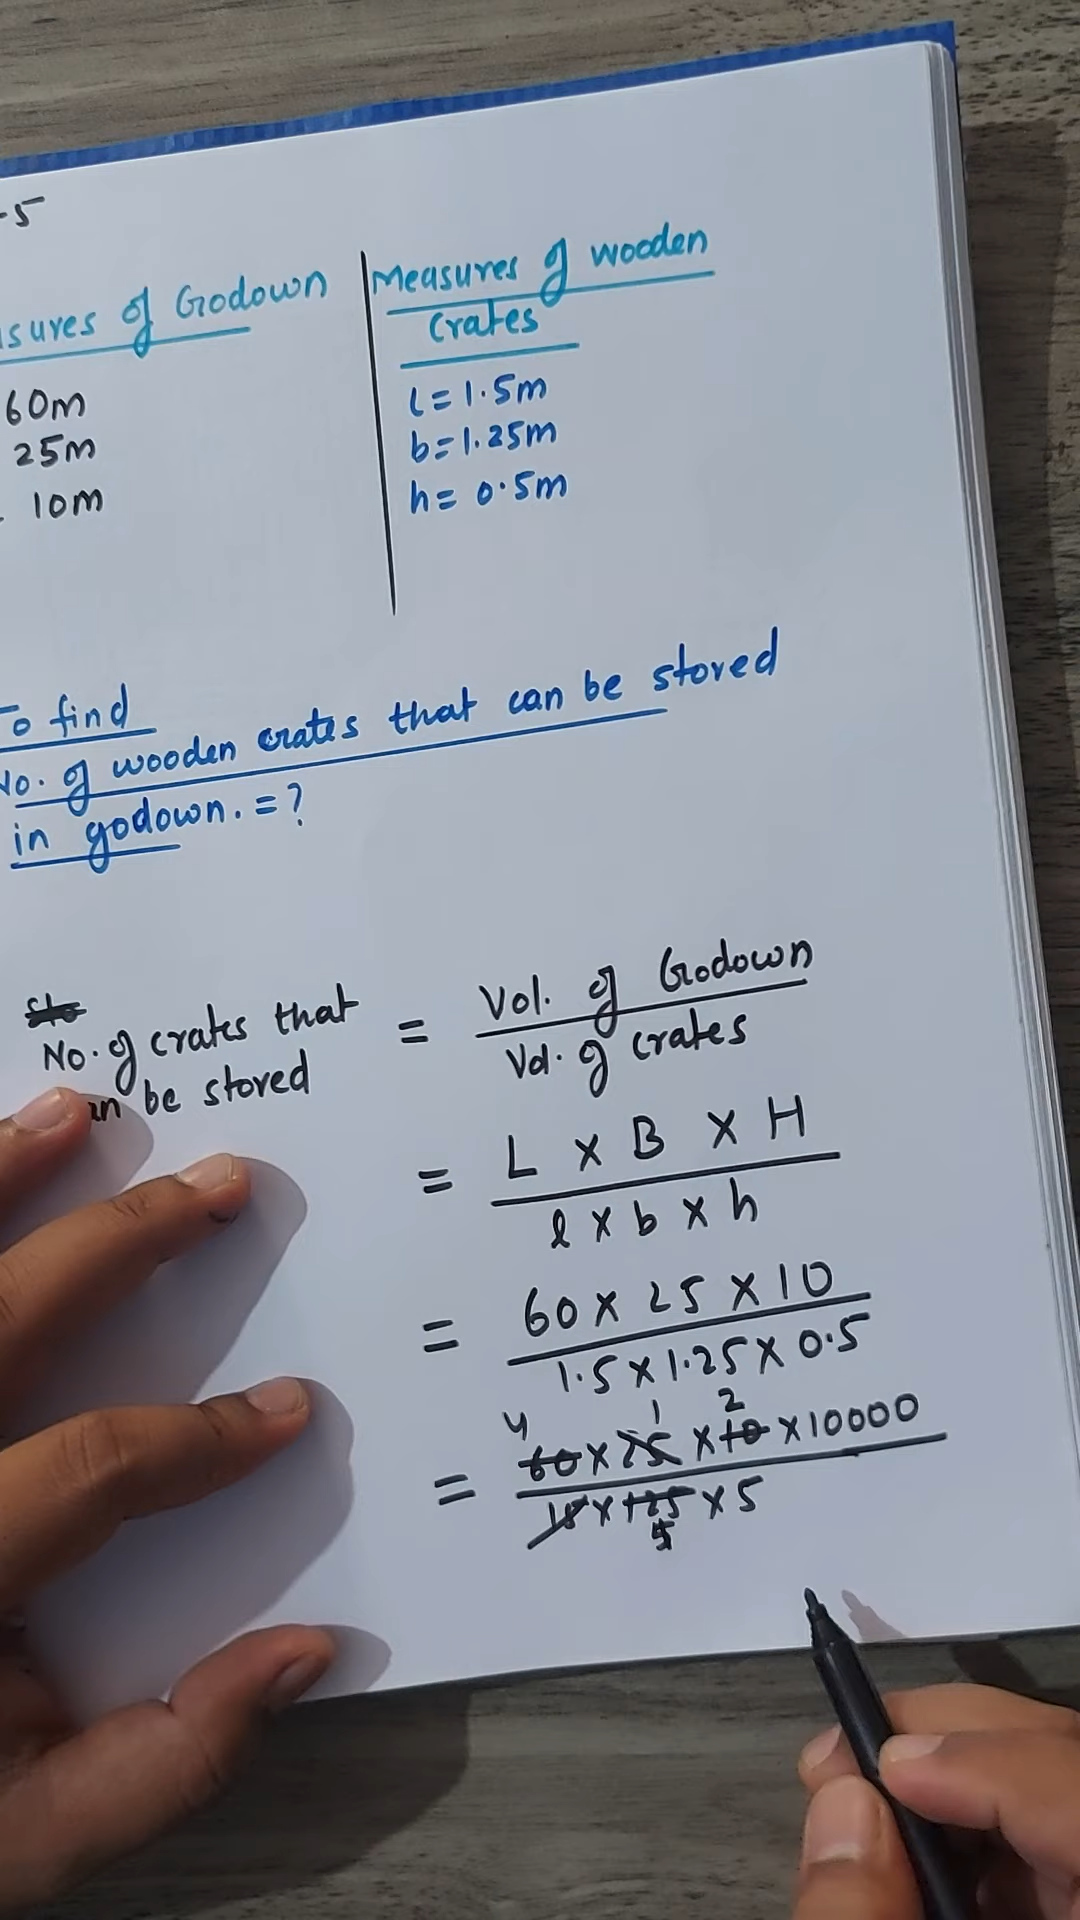 -5
sures of Godown
60m
25m
10m
Measures of wooden
Crates
l = 1.5m
b = 1.25m
h = 0.5m
To find
No. of wooden crates that can be stored
in godown. = ?
No. of crates that
an be stored
= Vol. of Godown
Vol. of crates
= L × B × H
l × b × h
= 60 × 25 × 10
1.5 × 1.25 × 0.5
4 1 2
= 60 × 25 × 10 × 10000
15 × 125 × 5
5